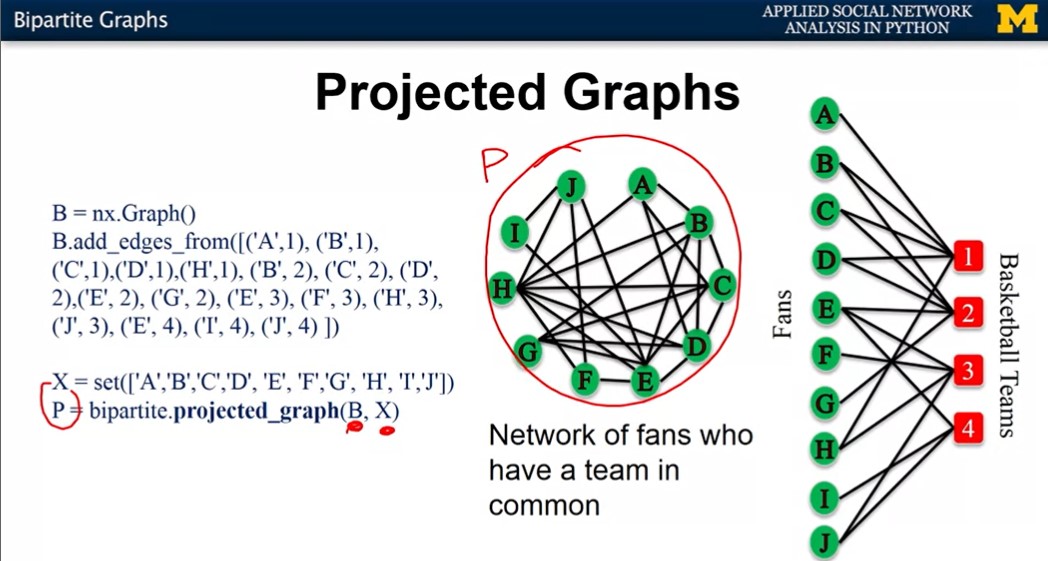 Bipartite Graphs
APPLIED SOCIAL NETWORK
ANALYSIS IN PYTHON
M
Projected Graphs
B = nx.Graph()
B.add_edges_from([('A',1), ('B',1),
('C',1),('D',1),('H',1), ('B', 2), ('C', 2), ('D',
2),('E', 2), ('G', 2), ('E', 3), ('F', 3), ('H', 3),
('J', 3), ('E', 4), ('I', 4), ('J', 4) ])
X = set(['A','B','C','D', 'E', 'F','G', 'H', 'I','J'])
P = bipartite.projected_graph(B, X)
P
J
A
I
B
H
C
G
D
F
E
Network of fans who
have a team in
common
Fans
A
B
C
D
E
F
G
H
I
J
1
2
3
4
Basketball Teams